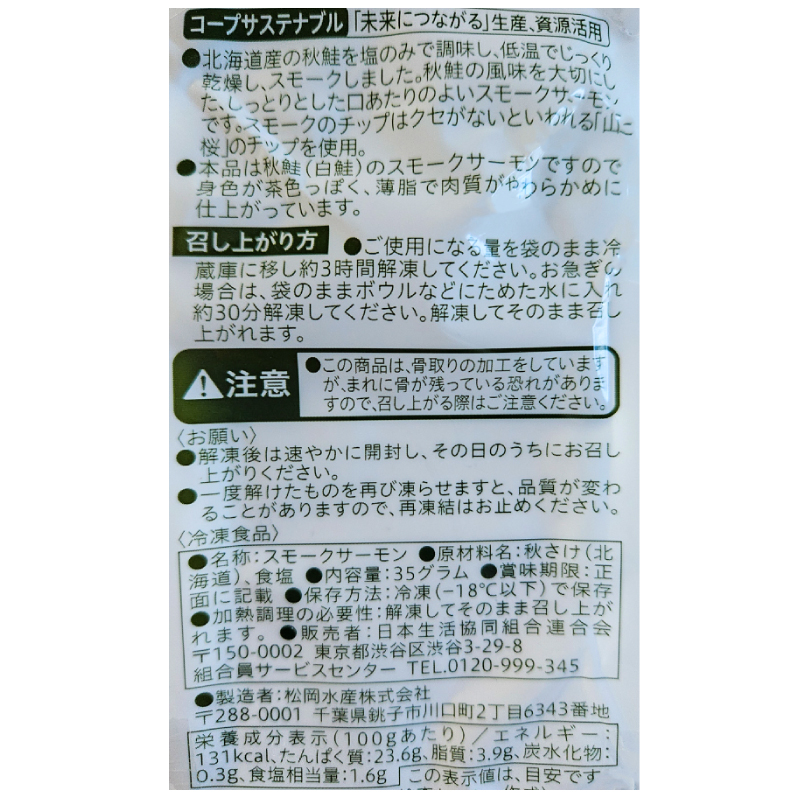 コープサステナブル 「未来につながる」生産、資源活用
●北海道産の秋鮭を塩のみで調味し、低温でじっくり
乾燥し、スモークしました。秋鮭の風味を大切にし
た、しっとりとした口あたりのよいスモークサーモン
です。スモークのチップはクセがないといわれる「山
桜」のチップを使用。
●本品は秋鮭（白鮭）のスモークサーモンですので
身色が茶色っぽく、薄脂で肉質がやわらかめに
仕上がっています。
召し上がり方 ●ご使用になる量を袋のまま冷
蔵庫に移し約3時間解凍してください。お急ぎの
場合は、袋のままボウルなどにためた水に入れ
約30分解凍してください。解凍してそのまま召し
上がれます。
注意 ●この商品は、骨取りの加工をしています
が、まれに骨が残っている恐れがありま
すので、召し上がる際はご注意ください。
〈お願い〉
●解凍後は速やかに開封し、その日のうちにお召し
上がりください。
●一度解けたものを再び凍らせますと、品質が変わ
ることがありますので、再凍結はお止めください。
〈冷凍食品〉
●名称：スモークサーモン ●原材料名：秋さけ（北
海道）、食塩 ●内容量：35グラム ●賞味期限：正
面に記載 ●保存方法：冷凍（−18℃以下）で保存
●加熱調理の必要性：解凍してそのまま召し上が
れます。 ●販売者：日本生活協同組合連合会
〒150-0002 東京都渋谷区渋谷3-29-8
組合員サービスセンター TEL.0120-999-345
●製造者：松岡水産株式会社
〒288-0001 千葉県銚子市川口町2丁目6343番地
栄養成分表示（100gあたり）／エネルギー：
131kcal、たんぱく質：23.6g、脂質：3.9g、炭水化物：
0.3g、食塩相当量：1.6g この表示値は、目安です